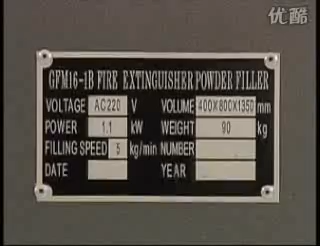 优酷
GFM16-1B FIRE EXTINGUISHER POWDER FILLER
VOLTAGE AC220 V VOLUME 400X800X1350 mm
POWER 1.1 kW WEIGHT 90 kg
FILLING SPEED 5 kg/min NUMBER
DATE YEAR